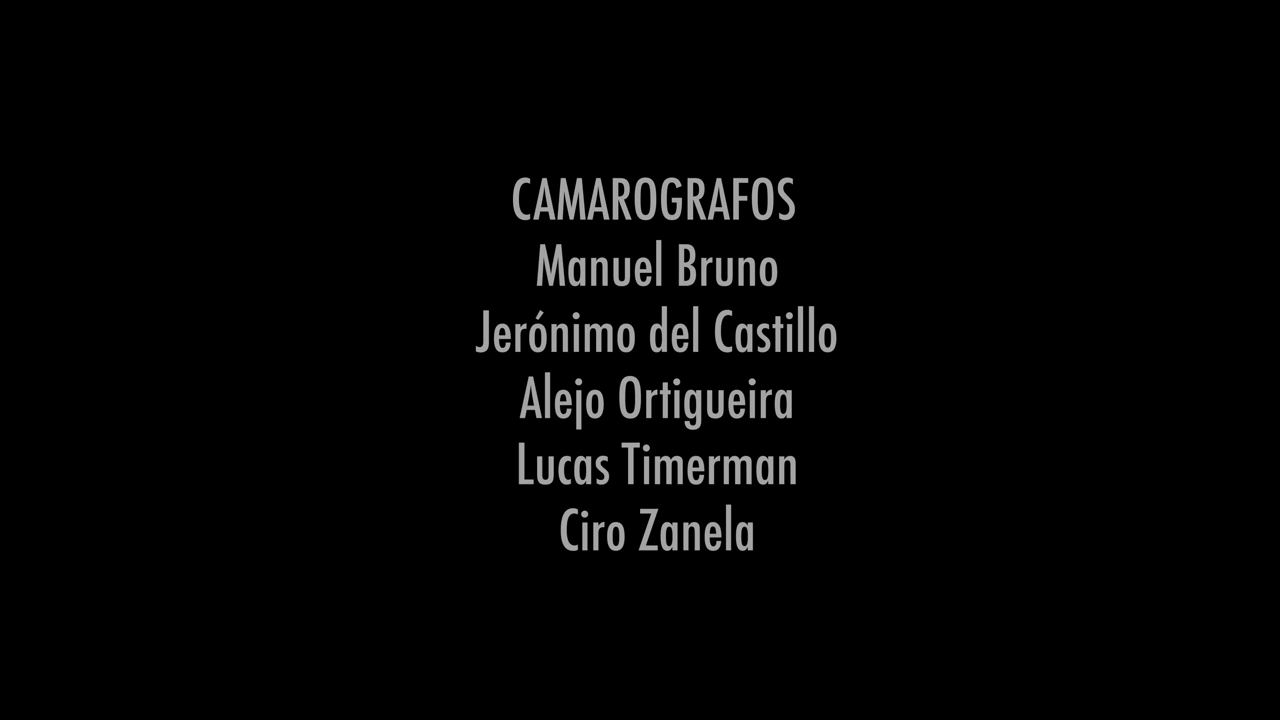 CAMAROGRAFOS
Manuel Bruno
Jerónimo del Castillo
Alejo Ortigueira
Lucas Timerman
Ciro Zanela